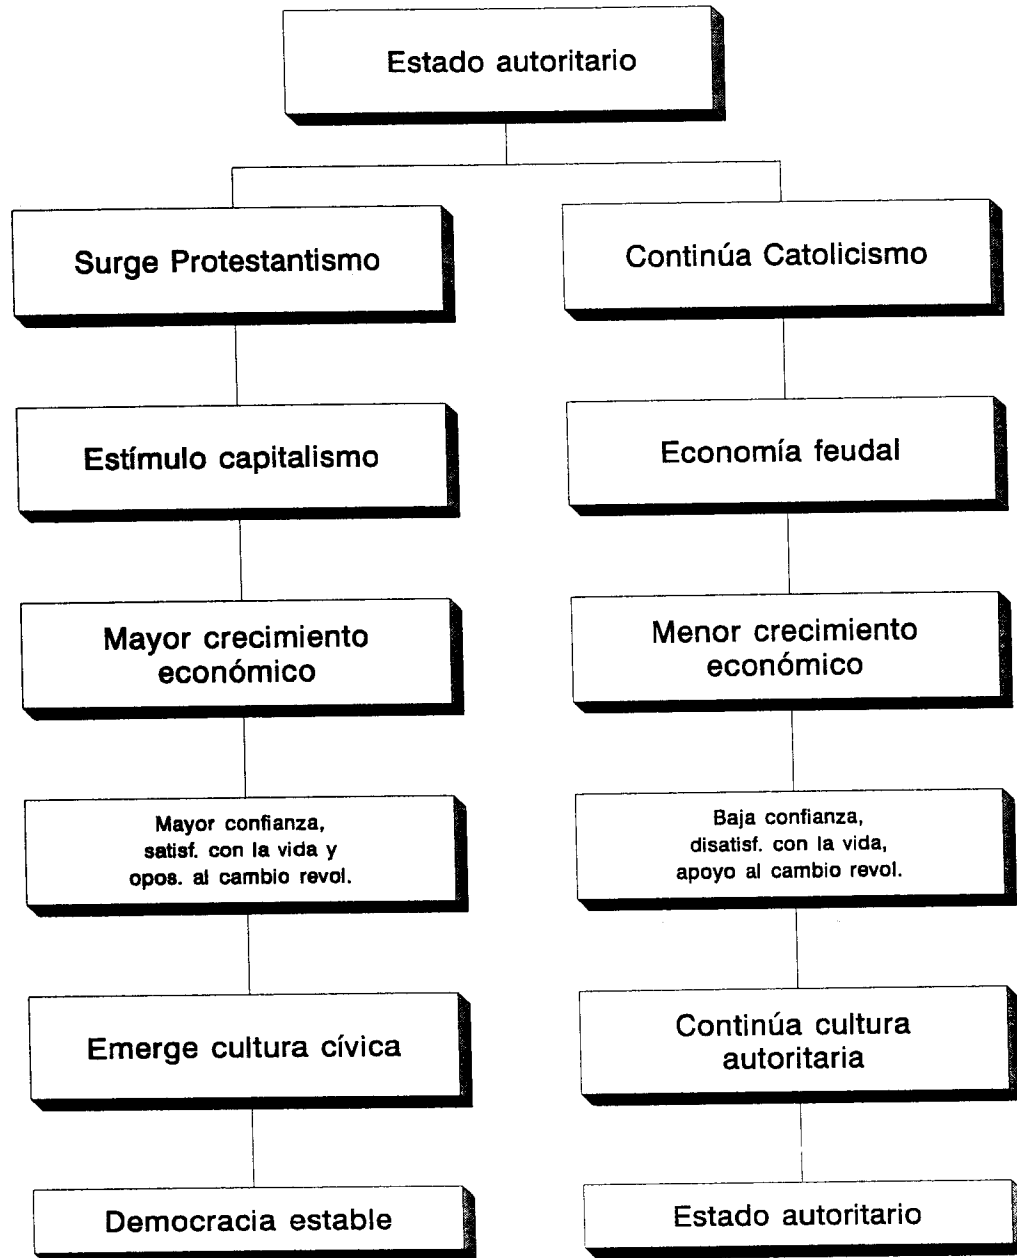 Estado autoritario
Surge Protestantismo
Continúa Catolicismo
Estímulo capitalismo
Economía feudal
Mayor crecimiento
económico
Menor crecimiento
económico
Mayor confianza,
satisf. con la vida y
opos. al cambio revol.
Baja confianza,
disatisf. con la vida,
apoyo al cambio revol.
Emerge cultura cívica
Continúa cultura
autoritaria
Democracia estable
Estado autoritario